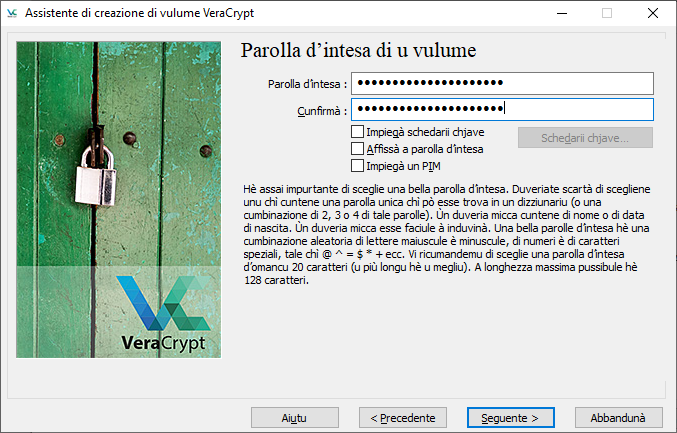 Assistente di creazione di vulume VeraCrypt
Parolla d'intesa di u vulume
Parolla d'intesa :
●●●●●●●●●●●●●●●●●●●●●
Cunfirmà :
●●●●●●●●●●●●●●●●●●●●●
Impiegà schedarii chjave
Schedarii chjave...
Affissà a parolla d'intesa
Impiegà un PIM
Hè assai impurtante di sceglie una bella parolla d'intesa. Duveriate scartà di scegliene
unu chì cuntene una parolla unica chì pò esse trova in un dizziunariu (o una
cumbinazione di 2, 3 o 4 di tale parolle). Ùn duveria micca cuntene di nome o di data
di nascita. Ùn duveria micca esse faciule à induvinà. Una bella parolle d'intesa hè una
cumbinazione aleatoria di lettere maiuscule è minuscule, di numeri è di caratteri
speziali, tale chì @ ^ = $ * + ecc. Vi ricumandemu di sceglie una parolla d'intesa
d'omancu 20 caratteri (u più longu hè u megliu). A longhezza massima pussibule hè
128 caratteri.
VeraCrypt
Aiutu
< Precedente
Seguente >
Abbandunà